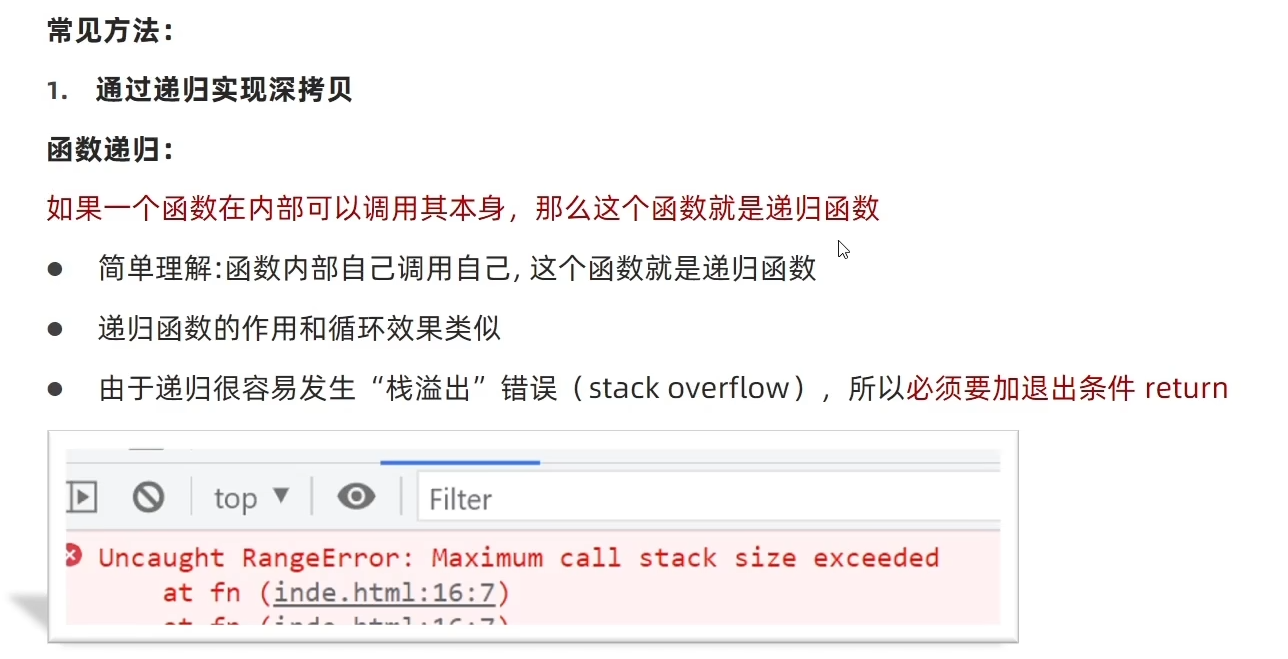 常见方法：
1. 通过递归实现深拷贝
函数递归：
如果一个函数在内部可以调用其本身，那么这个函数就是递归函数
● 简单理解:函数内部自己调用自己, 这个函数就是递归函数
● 递归函数的作用和循环效果类似
● 由于递归很容易发生“栈溢出”错误（stack overflow），所以必须要加退出条件 return
top ▼ Filter
Uncaught RangeError: Maximum call stack size exceeded
at fn (inde.html:16:7)
at fn (inde.html:16:7)